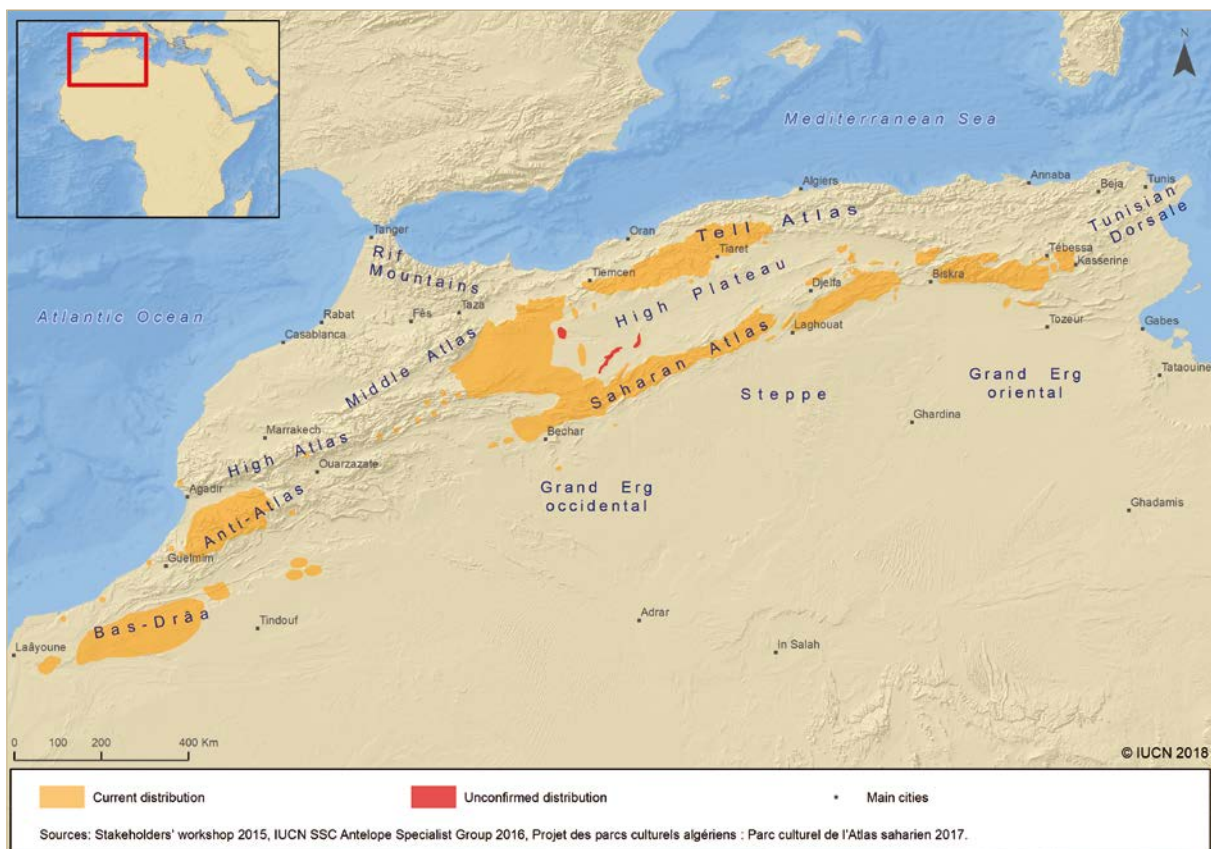 N
Mediterranean Sea
Algiers
Annaba
Beja
Tunis
Tunisian
Dorsale
Tanger
Oran
Tell Atlas
Rif
Mountains
Tiaret
Tébessa
Kasserine
Tiemcen
High Plateau
Djelfa
Biskra
Atlantic Ocean
Rabat
Fês
Taza
Casablanca
Laghouat
Tozeur
Gabes
Middle Atlas
Saharan Atlas
Tataouine
Steppe
Grand Erg
oriental
Ghardina
Marrakech
Bechar
High Atlas
Ouarzazate
Agadir
Grand Erg
occidental
Anti-Atlas
Ghadamis
Guelmim
Bas-Drâa
Tindouf
Adrar
Laâyoune
In Salah
0 100 200 400 Km
© IUCN 2018
Current distribution
Unconfirmed distribution
Main cities
Sources: Stakeholders' workshop 2015, IUCN SSC Antelope Specialist Group 2016, Projet des parcs culturels algériens : Parc culturel de l'Atlas saharien 2017.